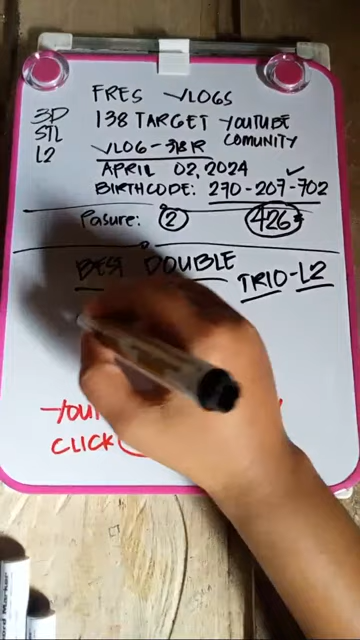 FRES VLOGS
3D
STL
L2
138 TARGET YOUTUBE
COMUNITY
VLOG - 3BR
APRIL 02, 2024
BIRTHCODE: 270-207-702
Pasure: 2 426
BEST DOUBLE
TRIO-L2
CLICK